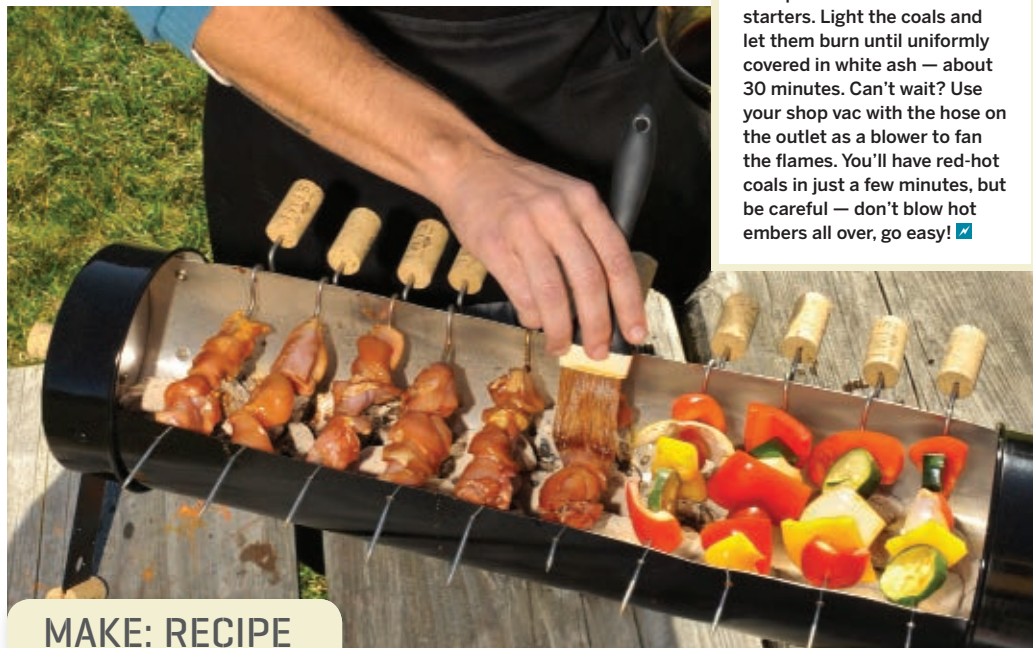 starters. Light the coals and
let them burn until uniformly
covered in white ash — about
30 minutes. Can’t wait? Use
your shop vac with the hose on
the outlet as a blower to fan
the flames. You’ll have red-hot
coals in just a few minutes, but
be careful — don’t blow hot
embers all over, go easy!
MAKE: RECIPE